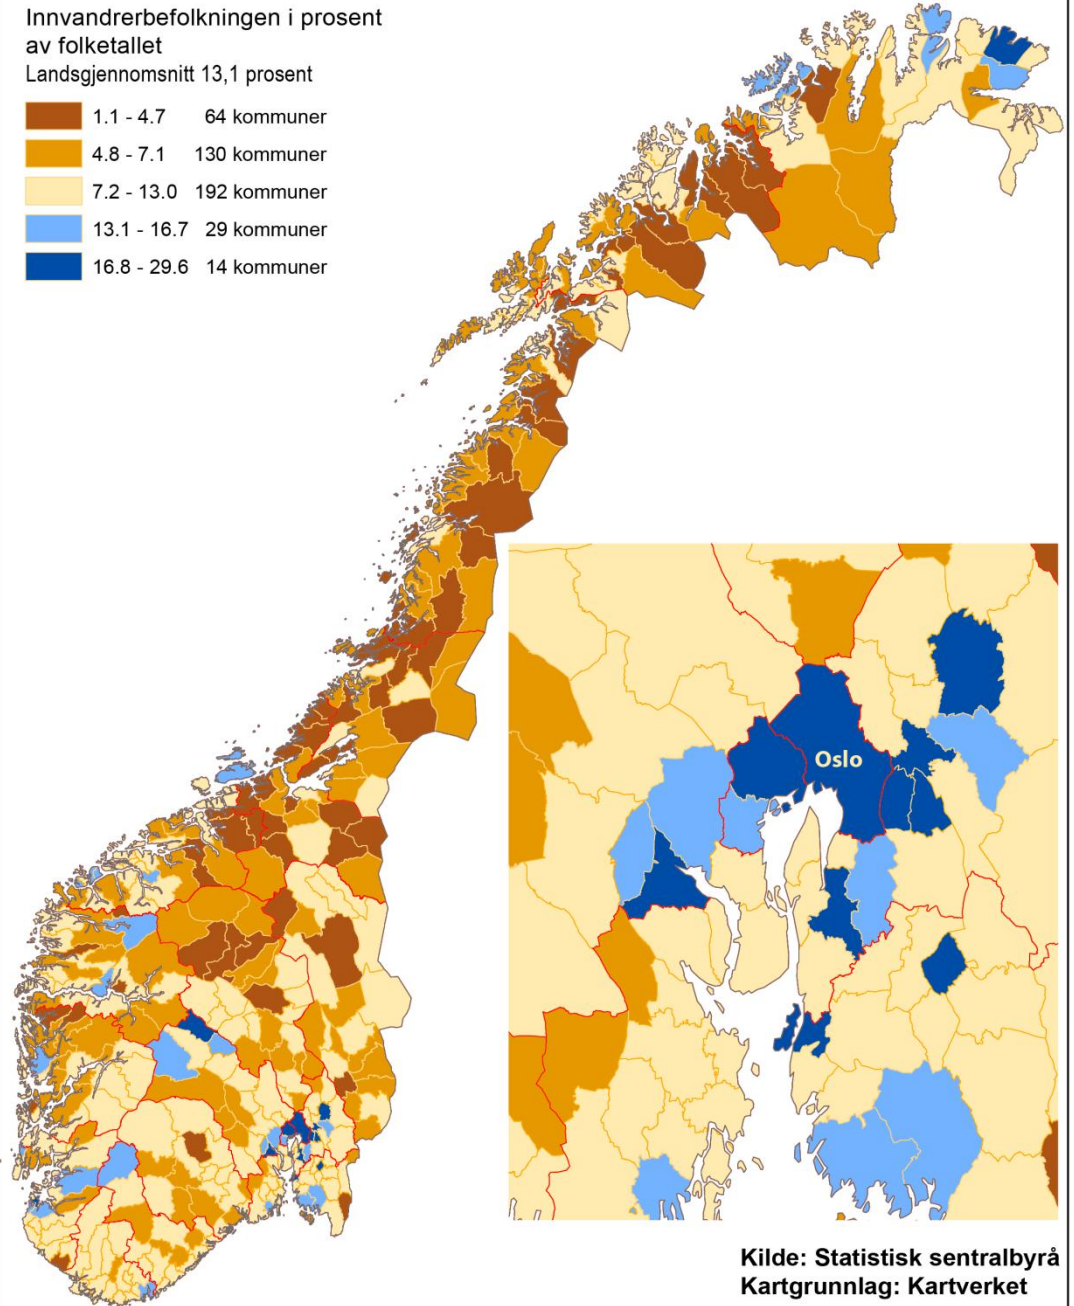 Innvandrerbefolkningen i prosent
av folketallet
Landsgjennomsnitt 13,1 prosent
1.1 - 4.7 64 kommuner
4.8 - 7.1 130 kommuner
7.2 - 13.0 192 kommuner
13.1 - 16.7 29 kommuner
16.8 - 29.6 14 kommuner
Oslo
Kilde: Statistisk sentralbyrå
Kartgrunnlag: Kartverket